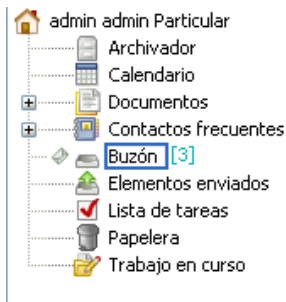 admin admin Particular
Archivador
Calendario
Documentos
Contactos frecuentes
Buzón [3]
Elementos enviados
Lista de tareas
Papelera
Trabajo en curso